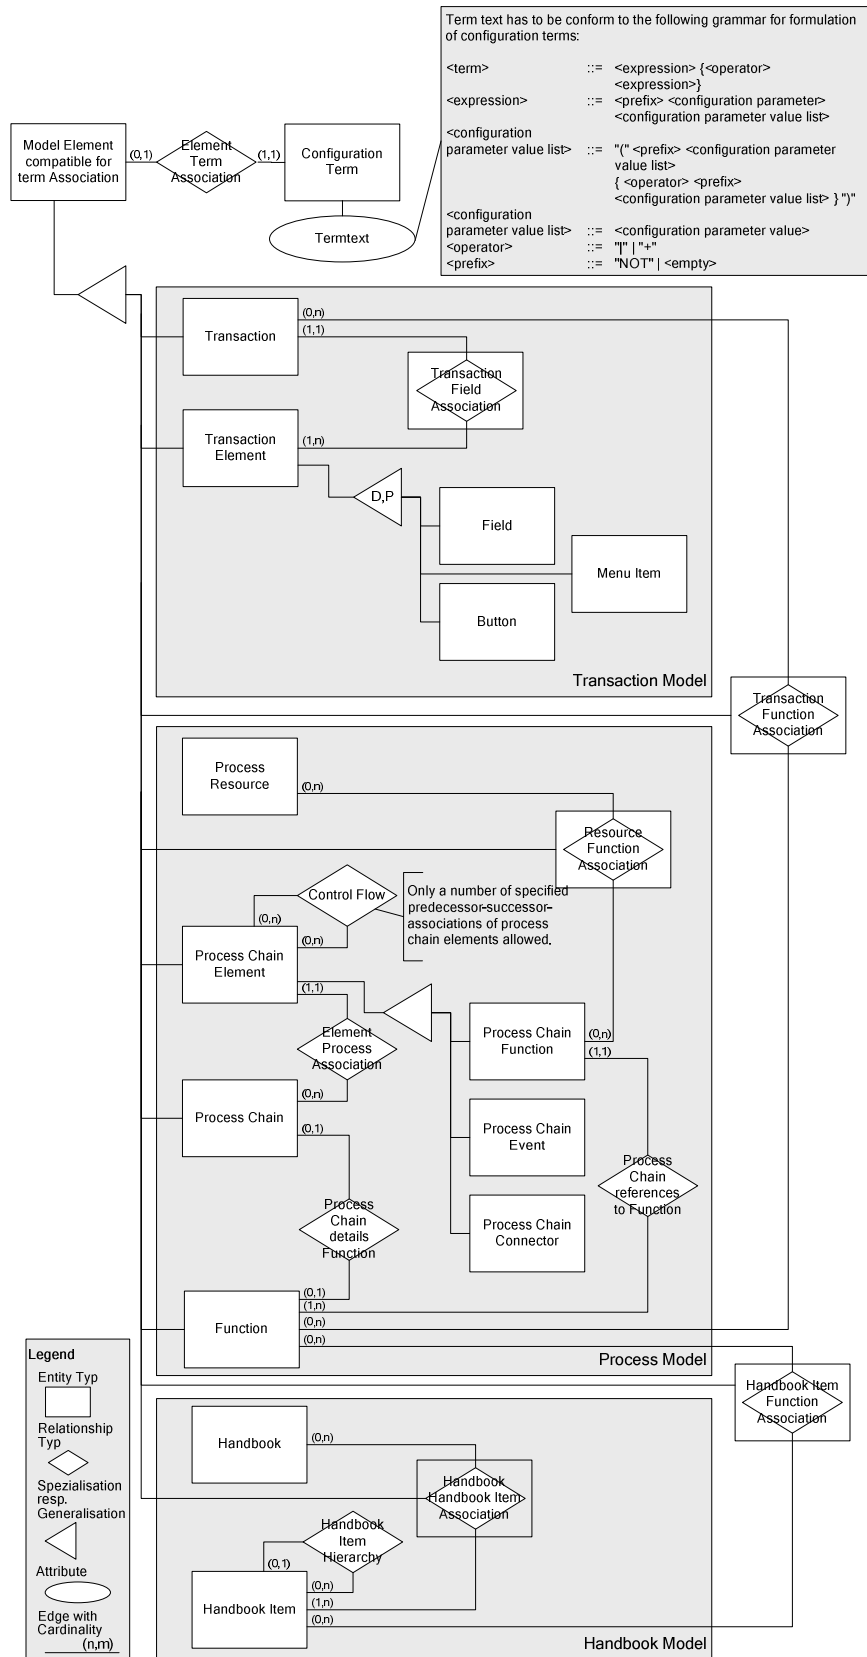 Term text has to be conform to the following grammar for formulation
of configuration terms:
<term> ::= <expression> {<operator>
<expression>}
<expression> ::= <prefix> <configuration parameter>
<configuration parameter value list>
<configuration
parameter value list> ::= "(" <prefix> <configuration parameter
value list>
{ <operator> <prefix>
<configuration parameter value list> } ")"
<configuration
parameter value list> ::= <configuration parameter value>
<operator> ::= "|" | "+"
<prefix> ::= "NOT" | <empty>
Model Element
compatible for
term Association
(0,1)
Element
Term
Association
(1,1)
Configuration
Term
Termtext
Transaction
(0,n)
(1,1)
Transaction
Field
Association
Transaction
Element
(1,n)
D,P
Field
Menu Item
Button
Transaction Model
Transaction
Function
Association
Process
Resource
(0,n)
Resource
Function
Association
Control Flow
Only a number of specified
predecessor-successor-
associations of process
chain elements allowed.
(0,n)
(0,n)
Process Chain
Element
(1,1)
Element
Process
Association
Process Chain
Function
(0,n)
(1,1)
Process Chain
(0,n)
(0,1)
Process Chain
Event
Process
Chain
references
to Function
Process
Chain
details
Function
Process Chain
Connector
Function
(0,1)
(1,n)
(0,n)
(0,n)
Process Model
Handbook Item
Function
Association
Legend
Entity Typ
Relationship
Typ
Spezialisation
resp.
Generalisation
Attribute
Edge with
Cardinality
(n,m)
Handbook
(0,n)
Handbook
Handbook Item
Association
Handbook
Item
Hierarchy
(0,1)
Handbook Item
(0,n)
(1,n)
(0,n)
Handbook Model